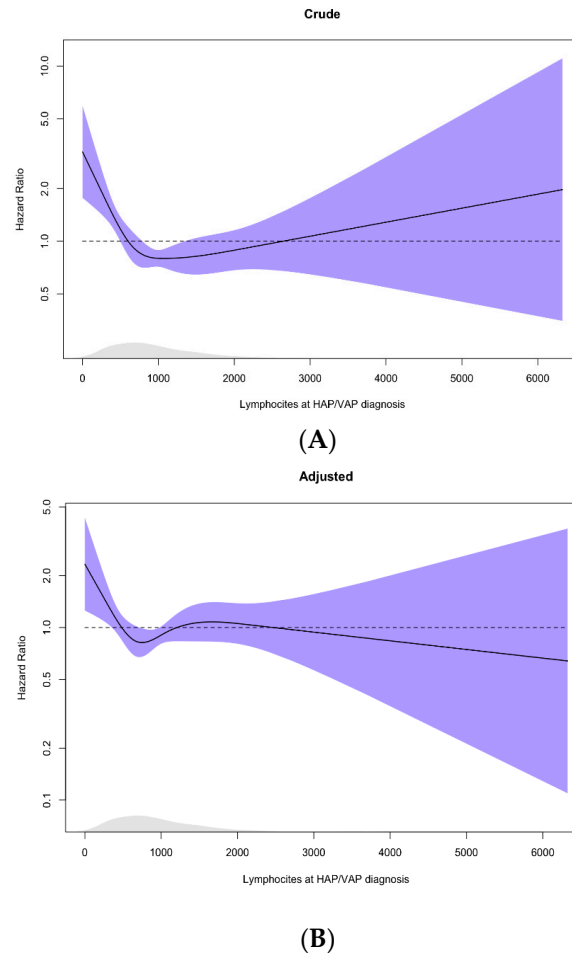 Crude
10.0
5.0
2.0
1.0
0.5
Hazard Ratio
0 1000 2000 3000 4000 5000 6000
Lymphocites at HAP/VAP diagnosis
(A)
Adjusted
5.0
2.0
1.0
0.5
0.2
0.1
Hazard Ratio
0 1000 2000 3000 4000 5000 6000
Lymphocites at HAP/VAP diagnosis
(B)